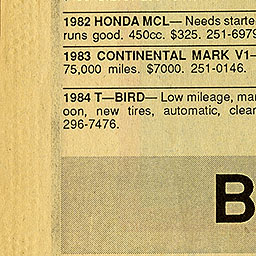 1982 HONDA MCL— Needs starte
runs good. 450cc. $325. 251-6979
1983 CONTINENTAL MARK V1—
75,000 miles. $7000. 251-0146.
1984 T—BIRD— Low mileage, mar
oon, new tires, automatic, clean
296-7476.
B